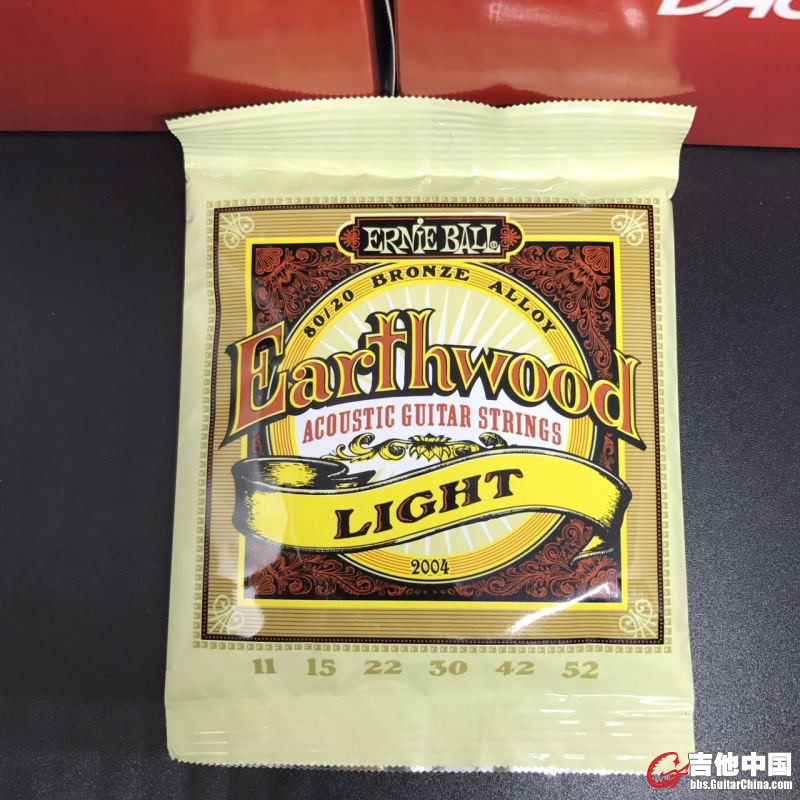 ERNIE BALL
80/20 BRONZE ALLOY
Earthwood
ACOUSTIC GUITAR STRINGS
LIGHT
2004
11 15 22 30 42 52
吉他中国
bbs.GuitarChina.com